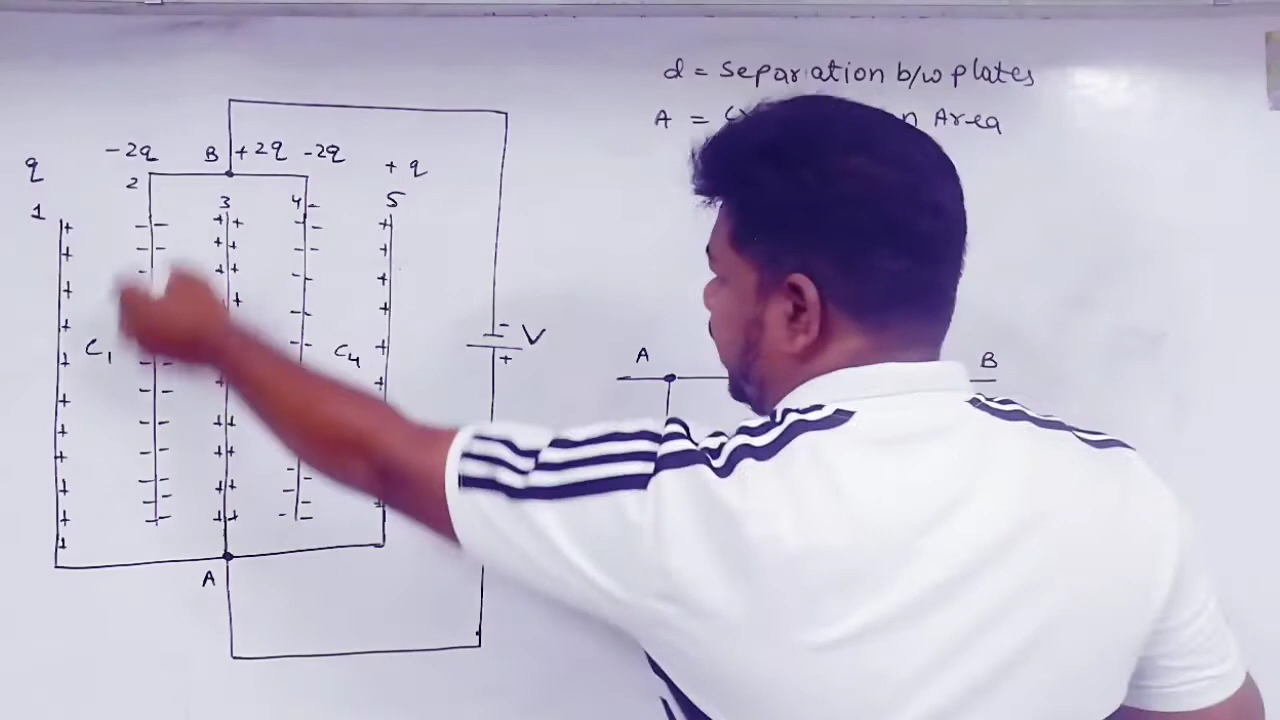 d = Separation b/w plates
A = n Area
-2q B +2q -2q
q + q
2
1 3 4 5
+ + + + + + + + + + +
- - - - - - - - - - - - - - -
+ + + + + + + + + + + + + + +
- - - - - - - - - - - - - -
+ + + + + + +
C1 C4
- V
+
A B
A